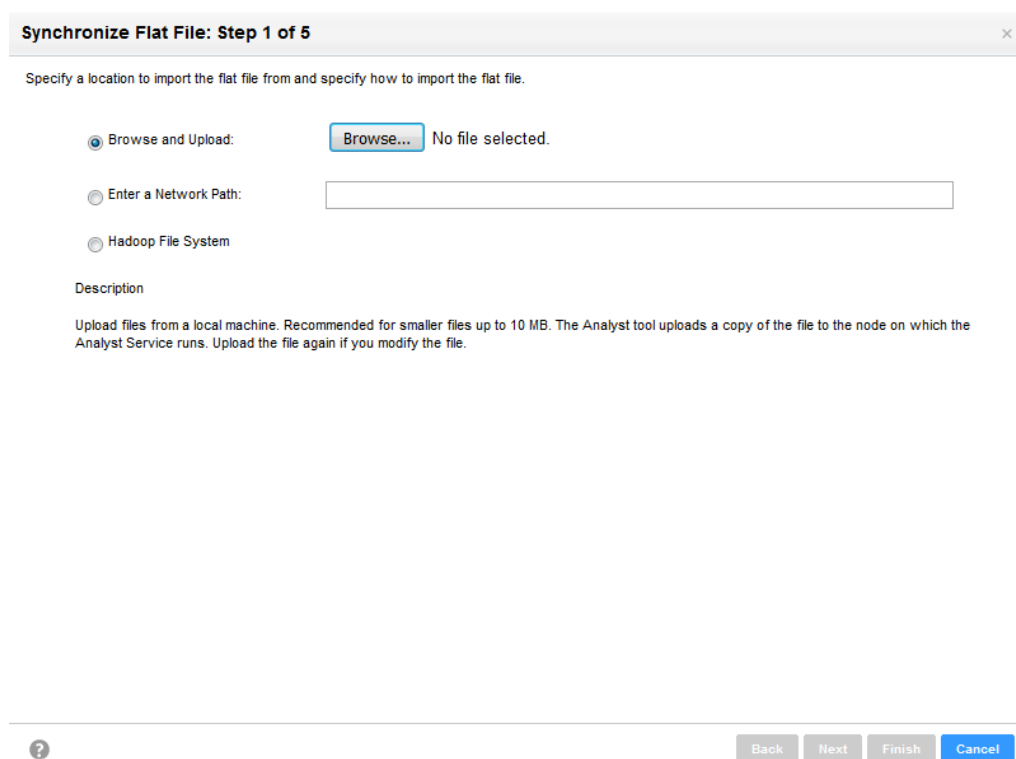 Synchronize Flat File: Step 1 of 5
×
Specify a location to import the flat file from and specify how to import the flat file.
Browse and Upload: Browse... No file selected.
Enter a Network Path:
Hadoop File System
Description
Upload files from a local machine. Recommended for smaller files up to 10 MB. The Analyst tool uploads a copy of the file to the node on which the
Analyst Service runs. Upload the file again if you modify the file.
? Back Next Finish Cancel